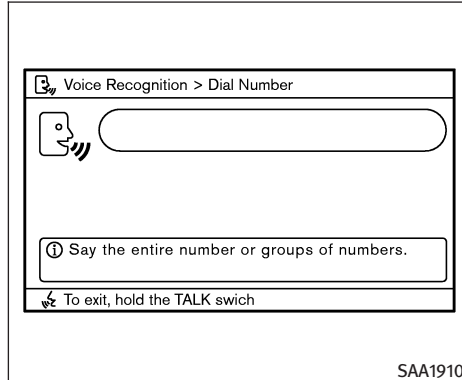 Voice Recognition > Dial Number
Say the entire number or groups of numbers.
To exit, hold the TALK swich
SAA1910